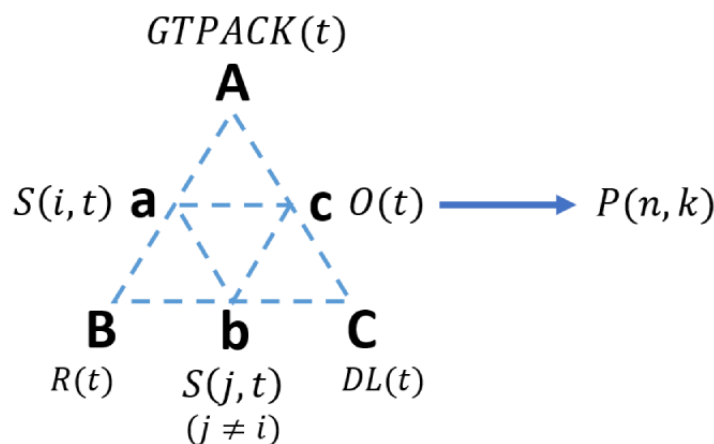 GTPACK(t)
A
S(i, t) a c O(t) P(n, k)
B b C
R(t) S(j, t) DL(t)
(j ≠ i)